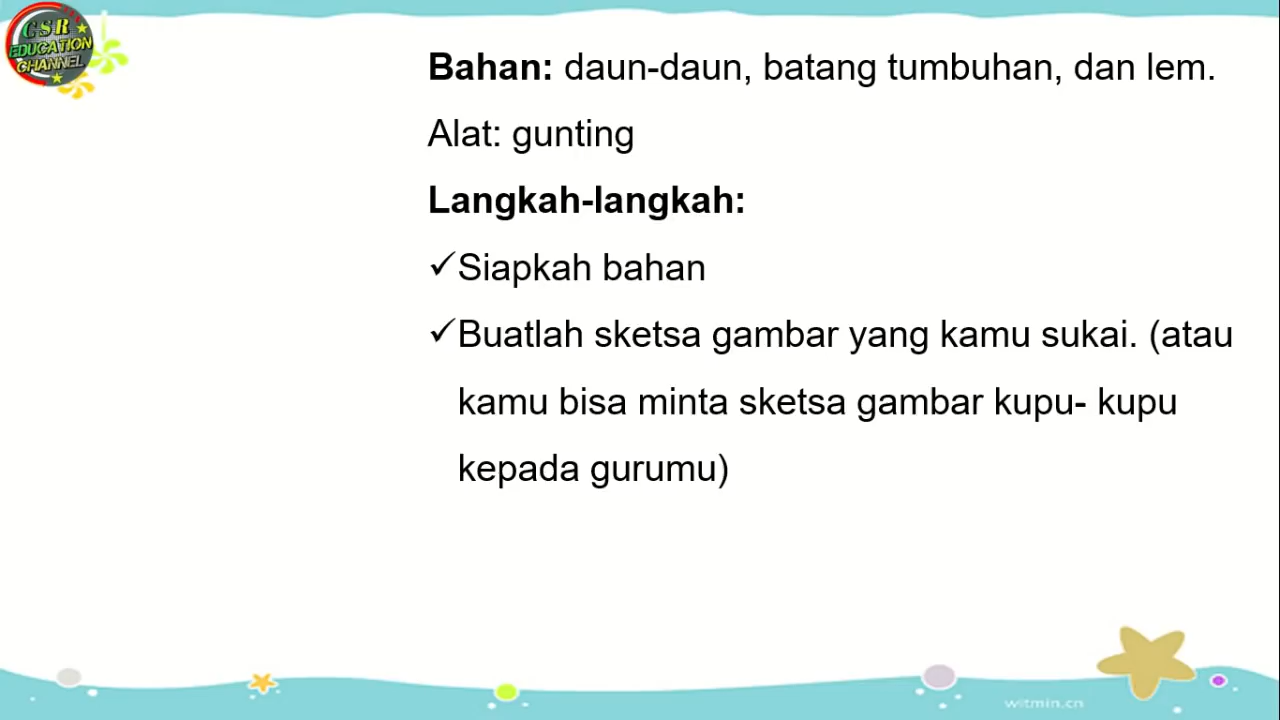 CSR
EDUCATION
CHANNEL
Bahan: daun-daun, batang tumbuhan, dan lem.
Alat: gunting
Langkah-langkah:
✓Siapkah bahan
✓Buatlah sketsa gambar yang kamu sukai. (atau
kamu bisa minta sketsa gambar kupu- kupu
kepada gurumu)
witmin.cn